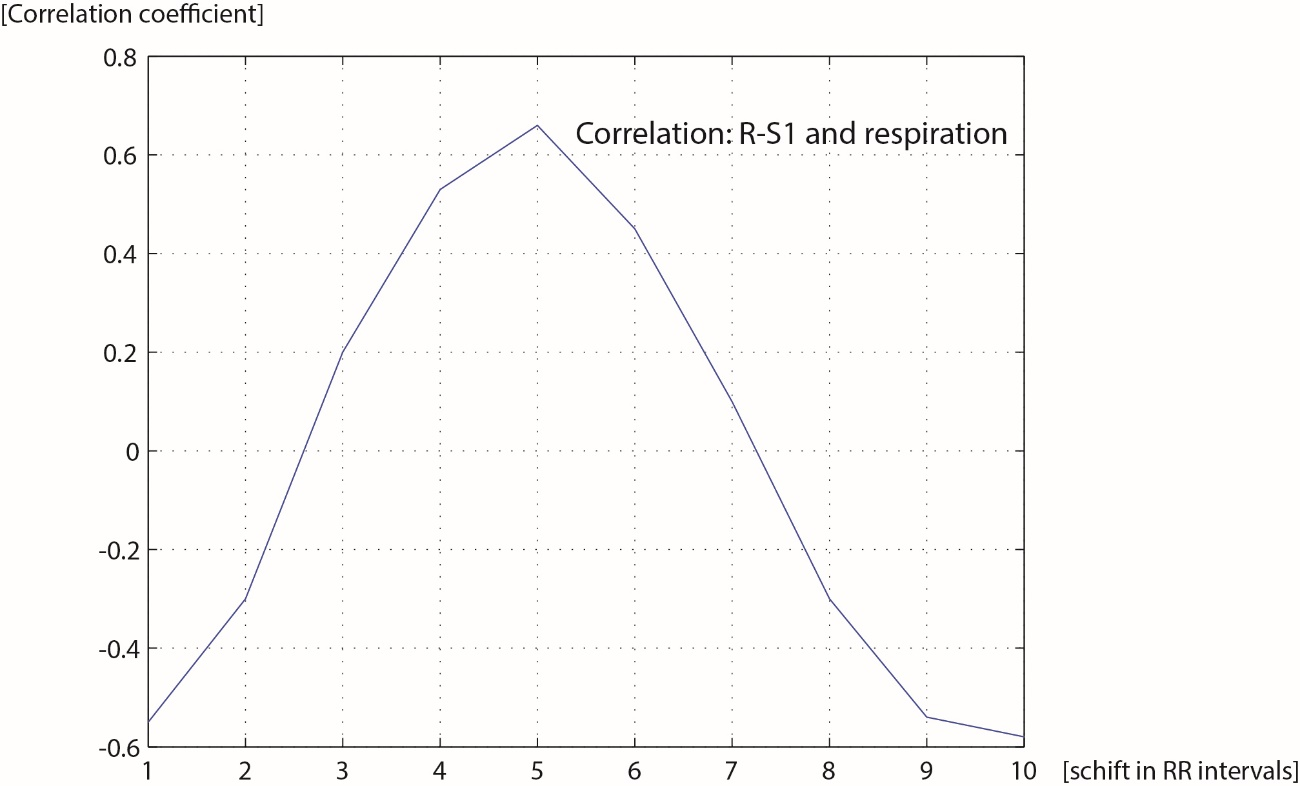 [Correlation coefficient]
0.8
Correlation: R-S1 and respiration
0.6
0.4
0.2
0
-0.2
-0.4
-0.6
1 2 3 4 5 6 7 8 9 10 [schift in RR intervals]